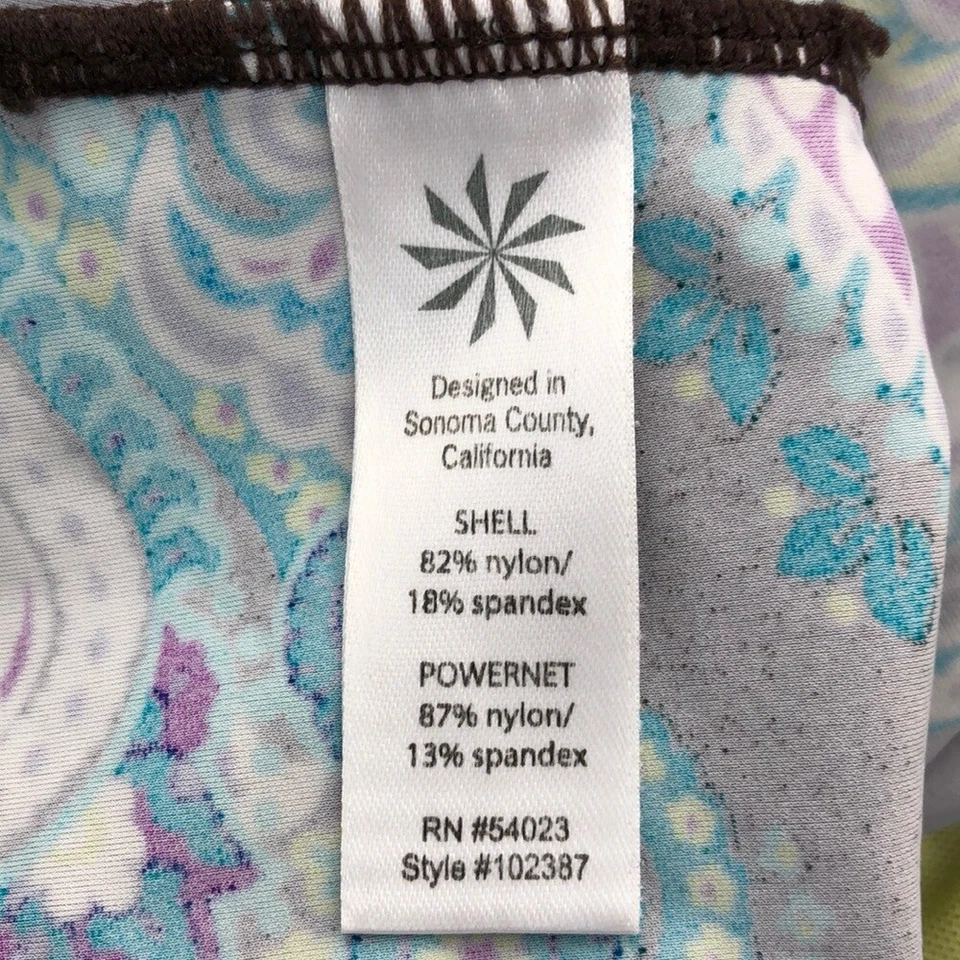 Designed in
Sonoma County,
California
SHELL
82% nylon/
18% spandex
POWERNET
87% nylon/
13% spandex
RN #54023
Style #102387